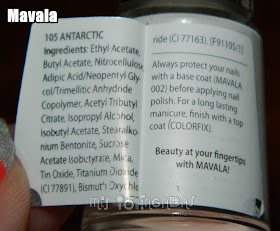 Mavala
105 ANTARCTIC
Ingredients: Ethyl Acetate,
Butyl Acetate, Nitrocellulose,
Adipic Acid/Neopentyl Gly-
col/Trimellitic Anhydride
Copolymer, Acetyl Tributyl
Citrate, Isopropyl Alcohol,
Isobutyl Acetate, Stearalko-
nium Bentonite, Sucrose
Acetate Isobutyrate, Mica,
Tin Oxide, Titanium Dioxide
(CI 77891), Bismuth Oxychlo
ride (CI 77163). [F91105/1]
Always protect your nails
with a base coat (MAVALA
002) before applying nail
polish. For a long lasting
manicure, finish with a top
coat (COLORFIX).
Beauty at your fingertips
with MAVALA!
1